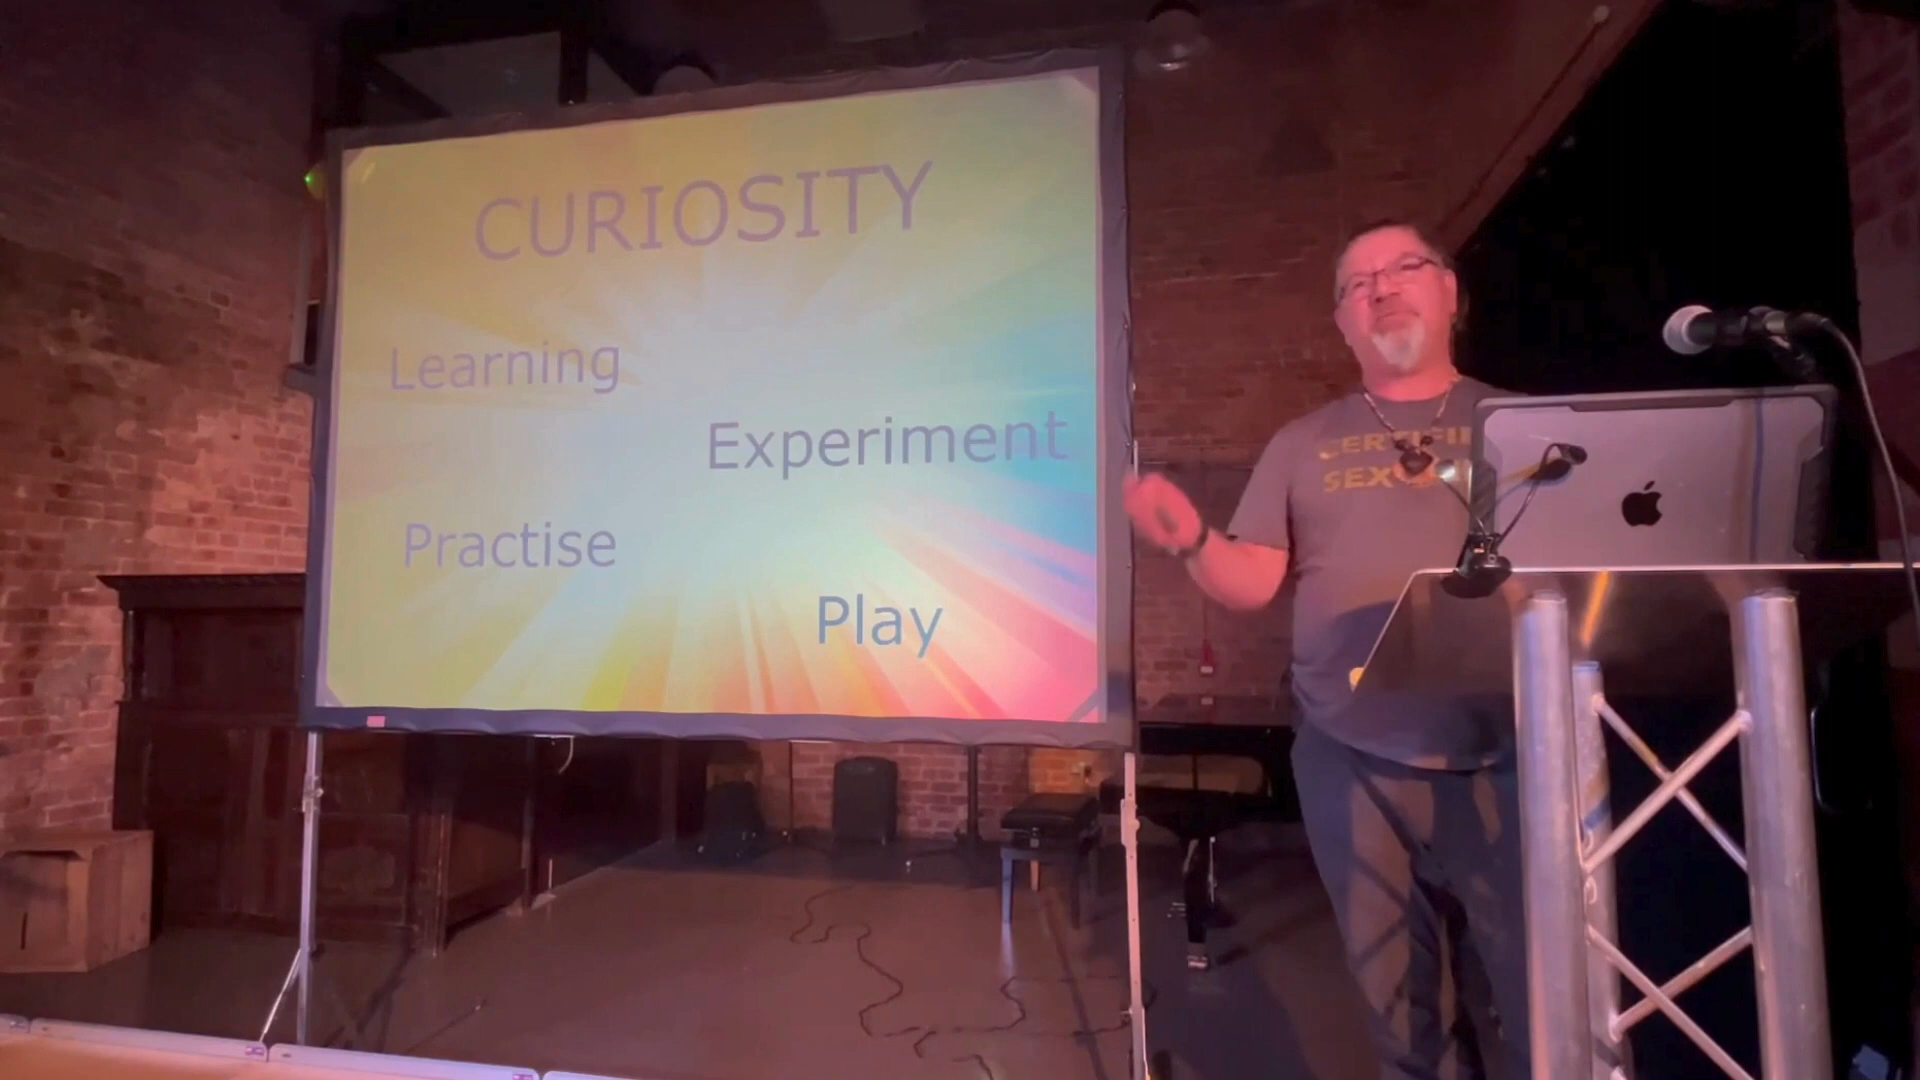 CURIOSITY
Learning
Experiment
Practise
Play